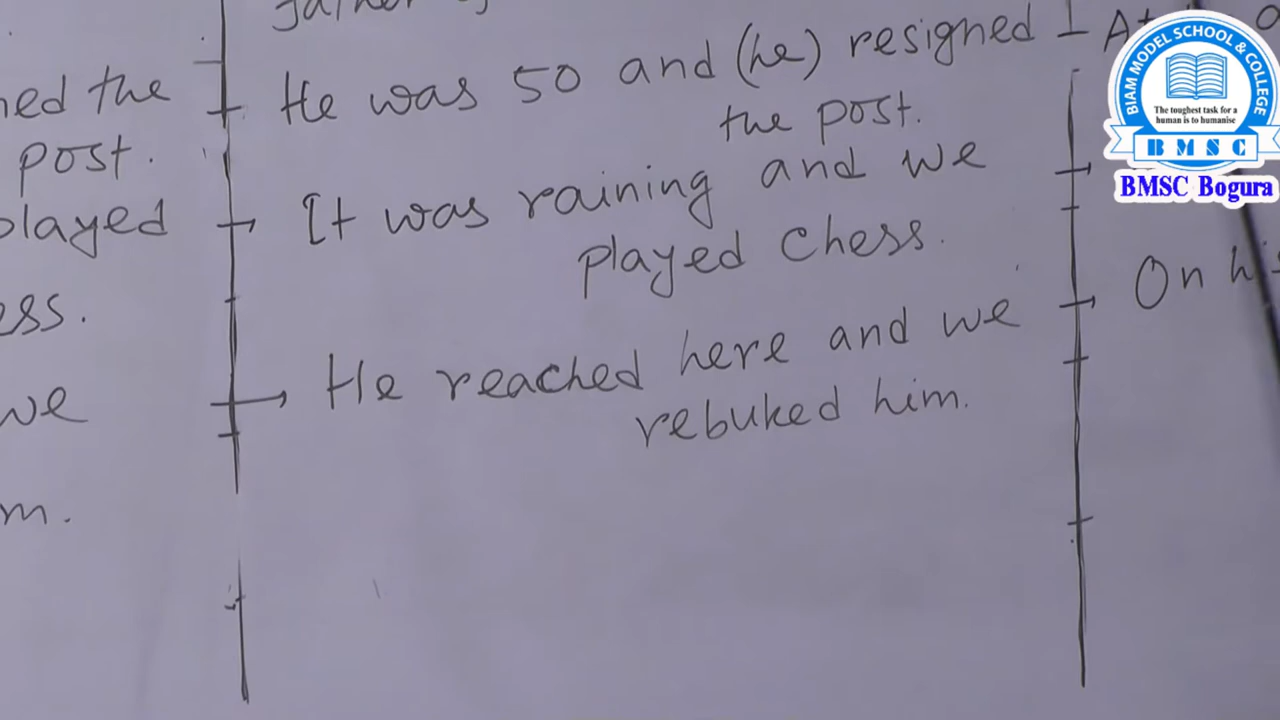 ned the
post.
played
ess.
we
m.
He was 50 and (he) resigned
the post.
It was raining and we
played chess.
He reached here and we
rebuked him.
On his
BIAM MODEL SCHOOL & COLLEGE
The toughest task for a
human is to humanise
BMSC
BMSC Bogura